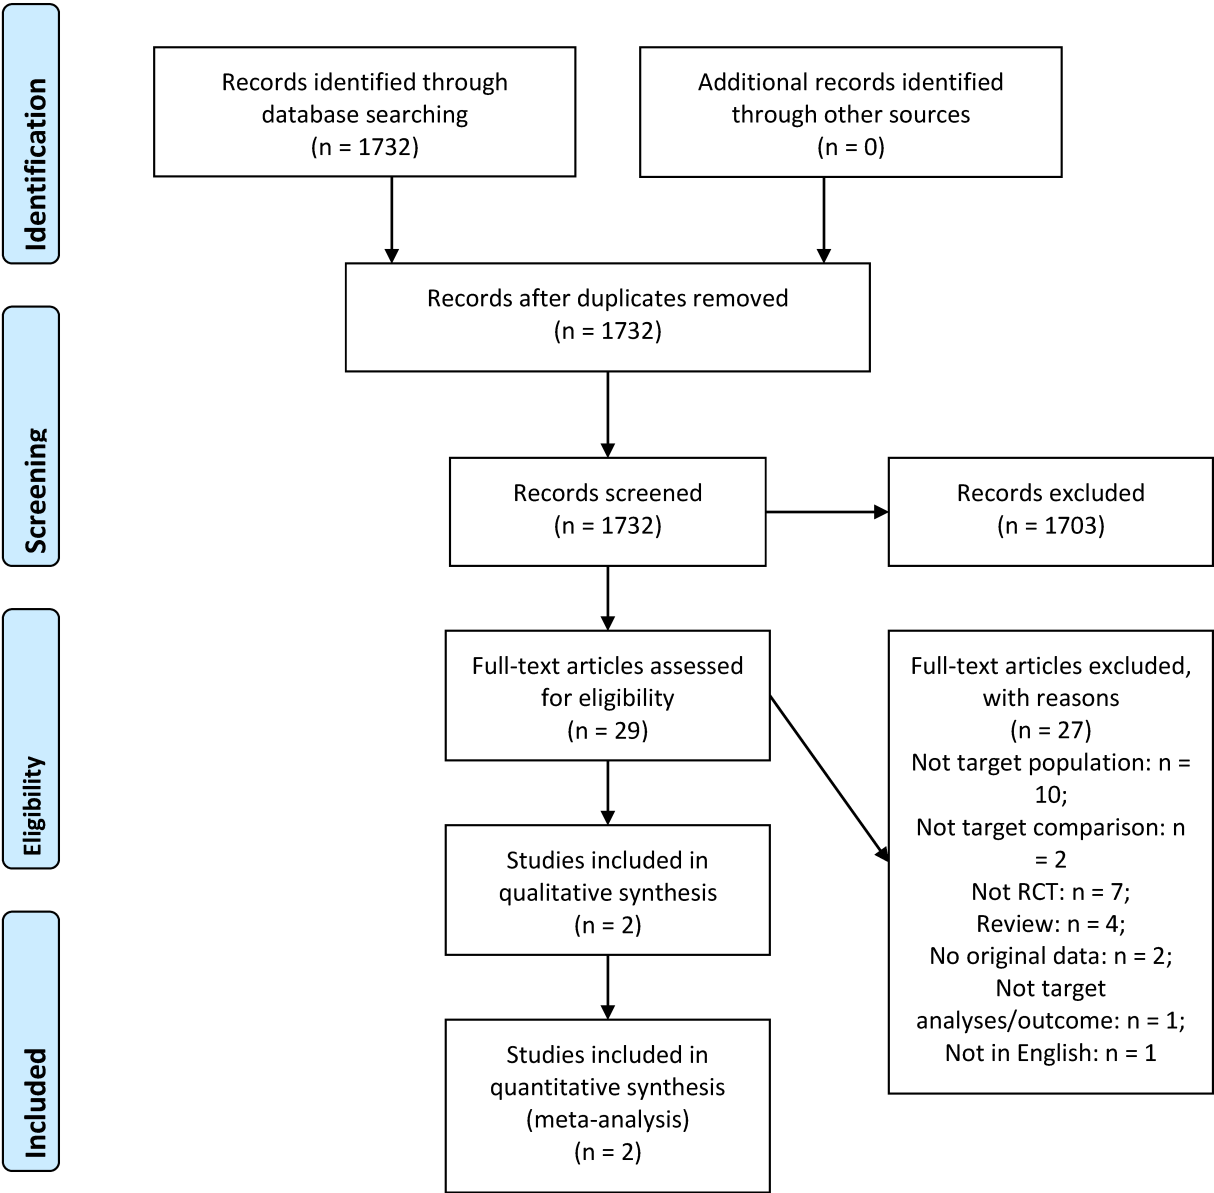 Identification
Records identified through
database searching
(n = 1732)
Additional records identified
through other sources
(n = 0)
Records after duplicates removed
(n = 1732)
Screening
Records screened
(n = 1732)
Records excluded
(n = 1703)
Eligibility
Full-text articles assessed
for eligibility
(n = 29)
Full-text articles excluded,
with reasons
(n = 27)
Not target population: n =
10;
Not target comparison: n
= 2
Not RCT: n = 7;
Review: n = 4;
No original data: n = 2;
Not target
analyses/outcome: n = 1;
Not in English: n = 1
Studies included in
qualitative synthesis
(n = 2)
Included
Studies included in
quantitative synthesis
(meta-analysis)
(n = 2)